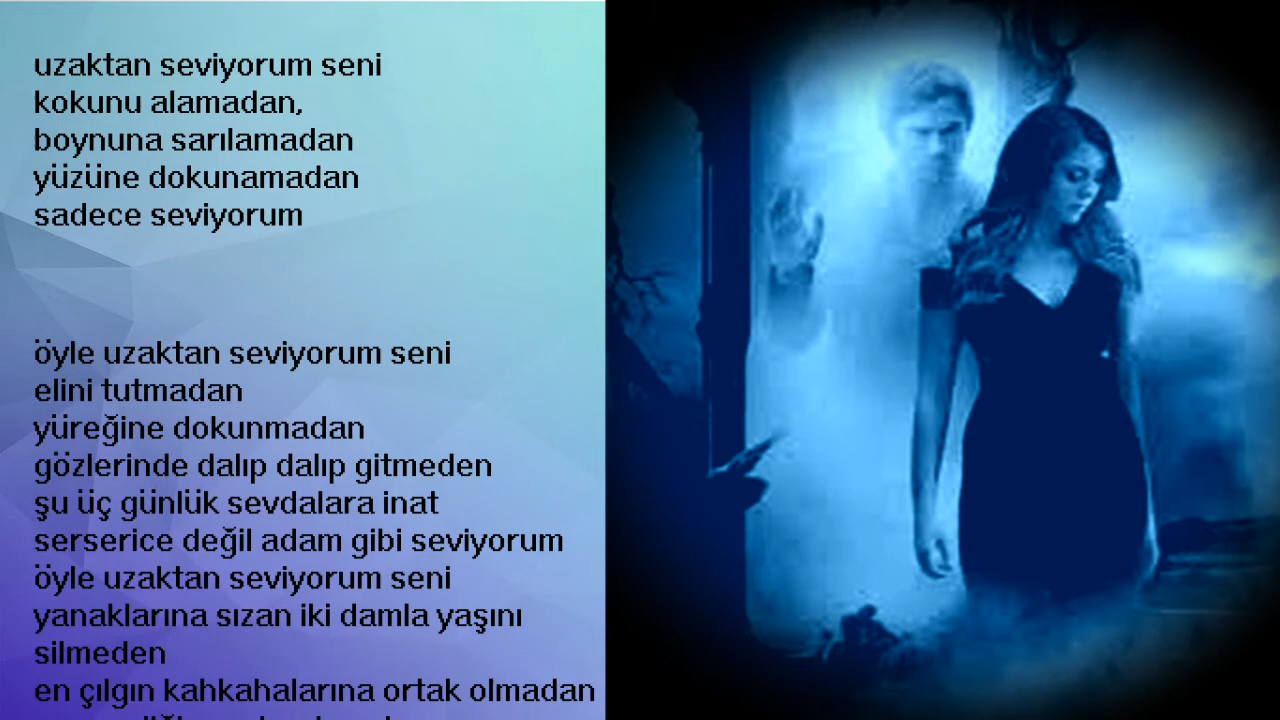 uzaktan seviyorum seni
kokunu alamadan,
boynuna sarılamadan
yüzüne dokunamadan
sadece seviyorum
öyle uzaktan seviyorum seni
elini tutmadan
yüreğine dokunmadan
gözlerinde dalıp dalıp gitmeden
şu üç günlük sevdalara inat
serserice değil adam gibi seviyorum
öyle uzaktan seviyorum seni
yanaklarına sızan iki damla yaşını
silmeden
en çılgın kahkahalarına ortak olmadan